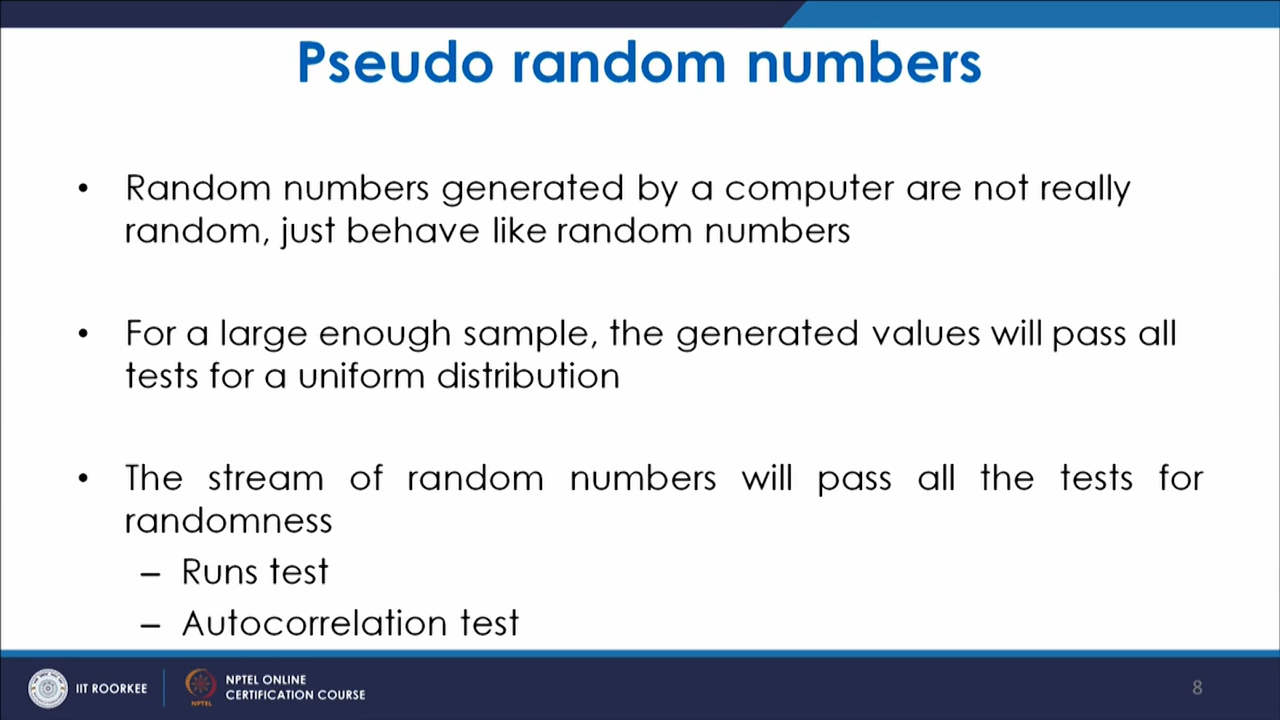 Pseudo random numbers
• Random numbers generated by a computer are not really
random, just behave like random numbers
• For a large enough sample, the generated values will pass all
tests for a uniform distribution
• The stream of random numbers will pass all the tests for
randomness
– Runs test
– Autocorrelation test
IIT ROORKEE
NPTEL
NPTEL ONLINE
CERTIFICATION COURSE
8